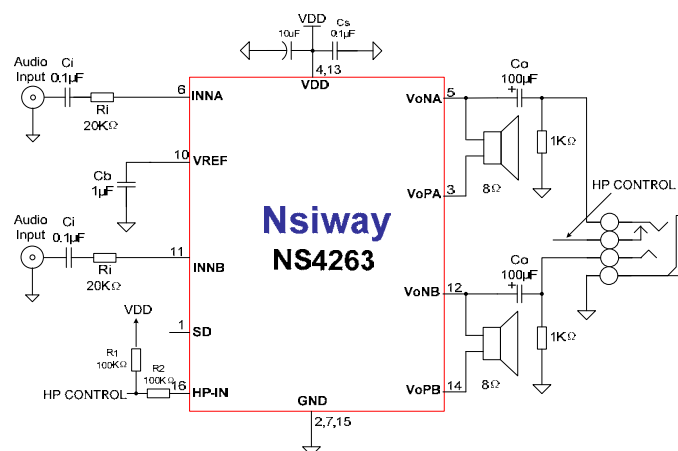 VDD
10uF
Cs
0.1µF
4,13
VDD
Audio
Input
Ci
0.1µF
Ri
20KΩ
6
INNA
10
VREF
Cb
1µF
Audio
Input
Ci
0.1µF
Ri
20KΩ
11
INNB
VDD
1
SD
R1
100KΩ
R2
100KΩ
HP CONTROL
16
HP-IN
Nsiway
NS4263
GND
2,7,15
VoNA
5
Co
+
100µF
1KΩ
8Ω
VoPA
3
HP CONTROL
VoNB
12
Co
+
100µF
1KΩ
8Ω
VoPB
14